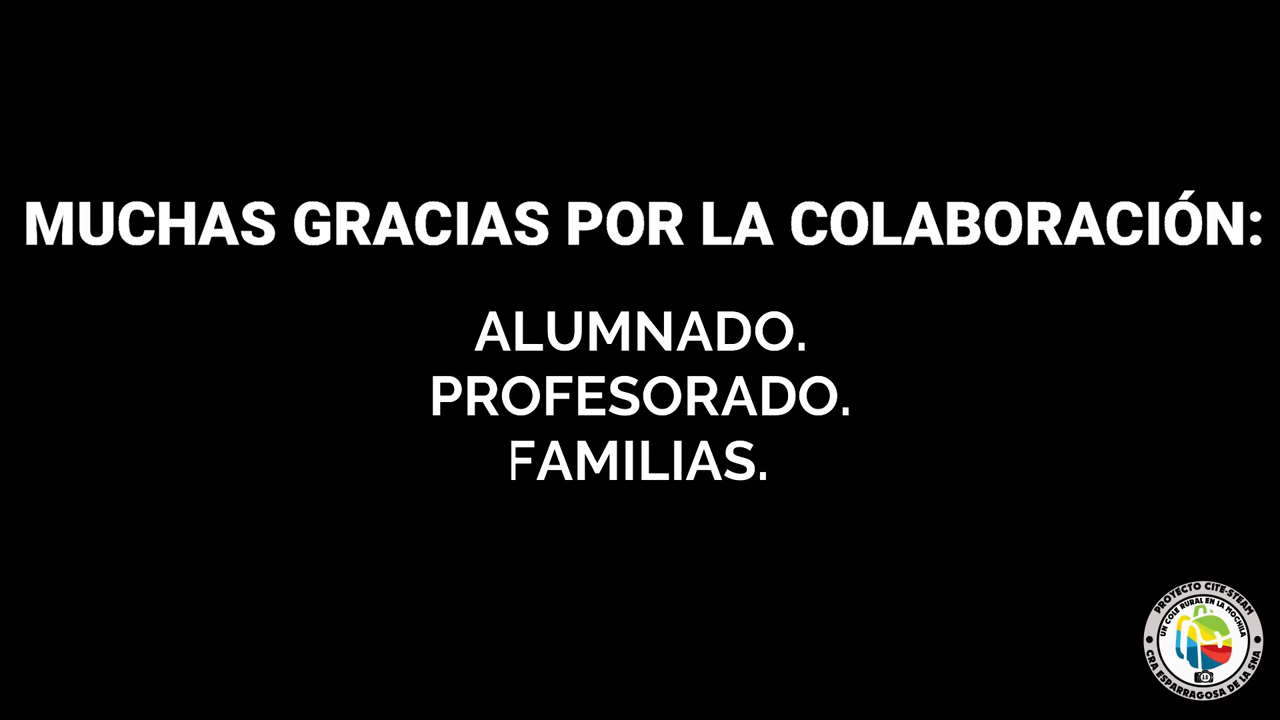 MUCHAS GRACIAS POR LA COLABORACIÓN:
ALUMNADO.
PROFESORADO.
FAMILIAS.
PROYECTO CITE-STEAM
UN COLE RURAL EN LA MOCHILA
CRA ESPARRAGOSA DE LA SNA